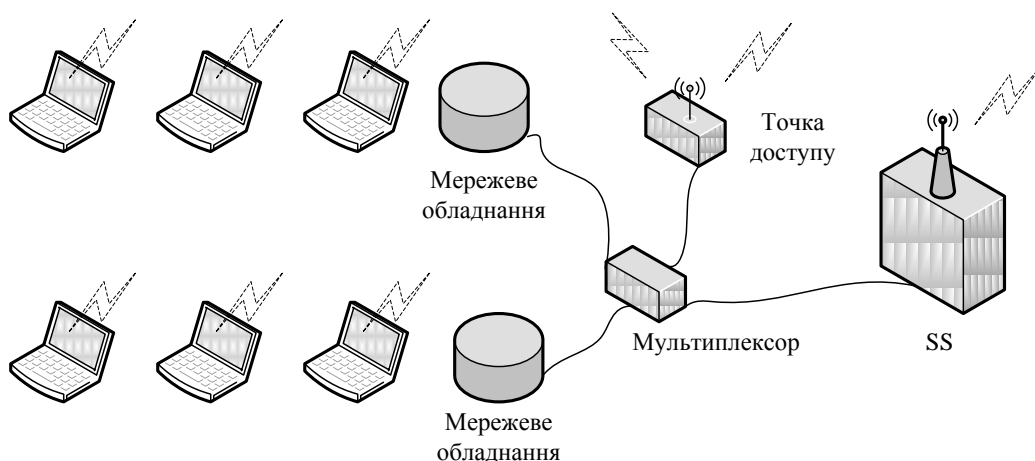 Точка
доступу
Мережеве
обладнання
Мультиплексор
SS
Мережеве
обладнання